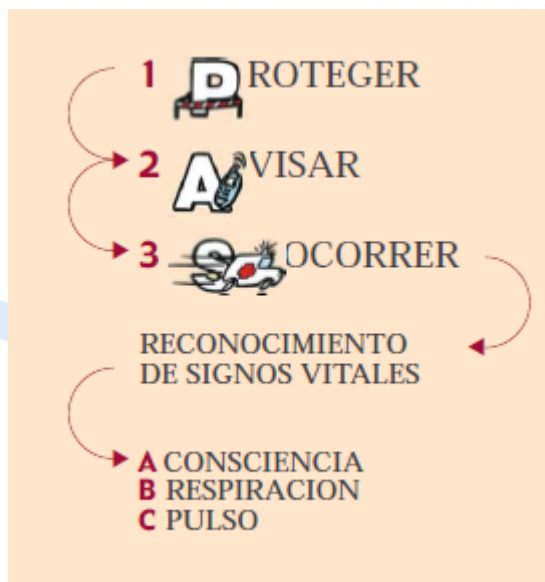 1 PROTEGER
2 AVISAR
3 SOCORRER
RECONOCIMIENTO
DE SIGNOS VITALES
A CONSCIENCIA
B RESPIRACION
C PULSO